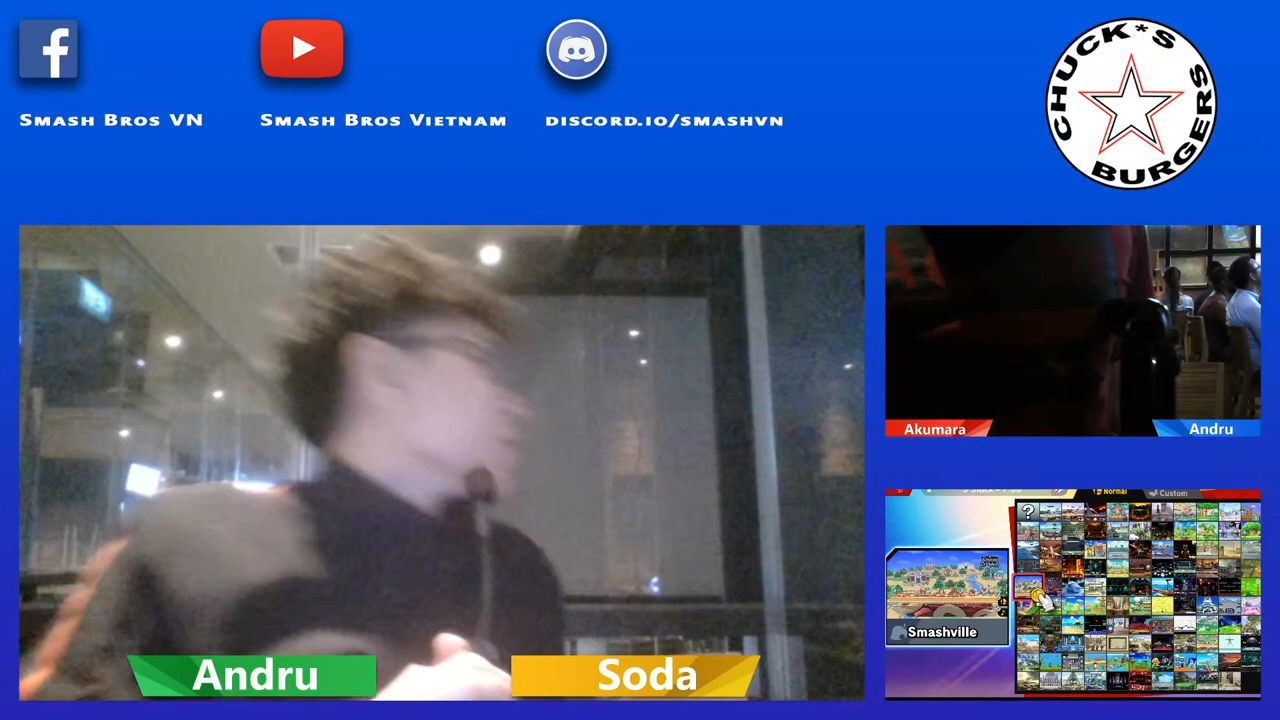 Smash Bros VN
Smash Bros Vietnam
discord.io/smashvn
CHUCK*S
BURGERS
Andru
Soda
Akumara
Andru
Normal
Custom
?
Smashville